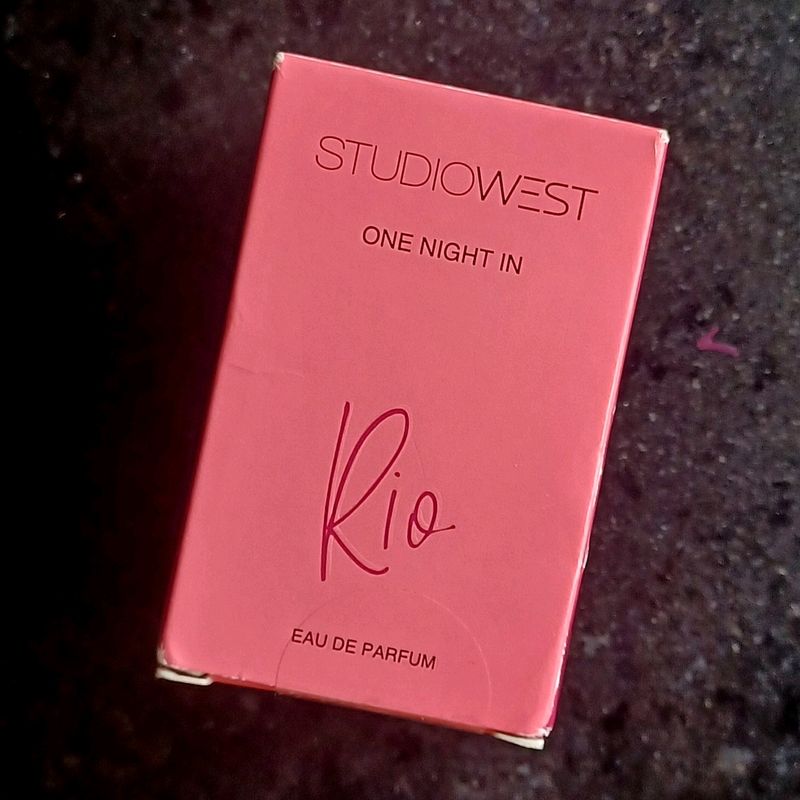 STUDIOWEST
ONE NIGHT IN
Rio
EAU DE PARFUM